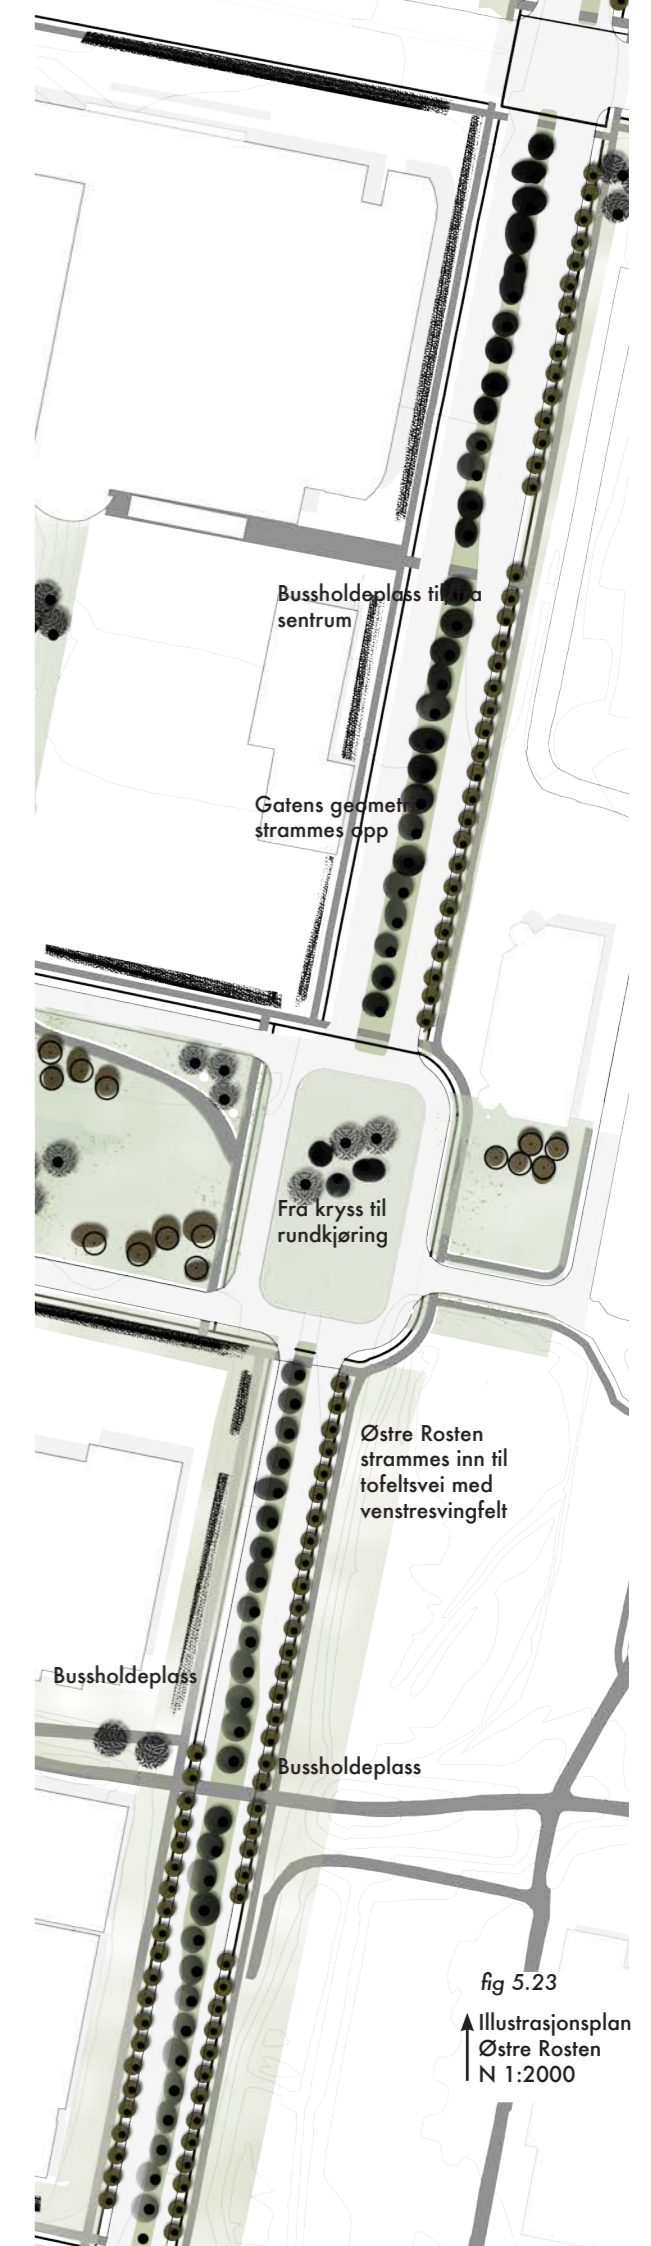 Bussholdeplass til/fra
sentrum
Gatens geometri
strammes opp
Fra kryss til
rundkjøring
Østre Rosten
strammes inn til
tofeltsvei med
venstresvingfelt
Bussholdeplass
Bussholdeplass
fig 5.23
Illustrasjonsplan
Østre Rosten
N 1:2000